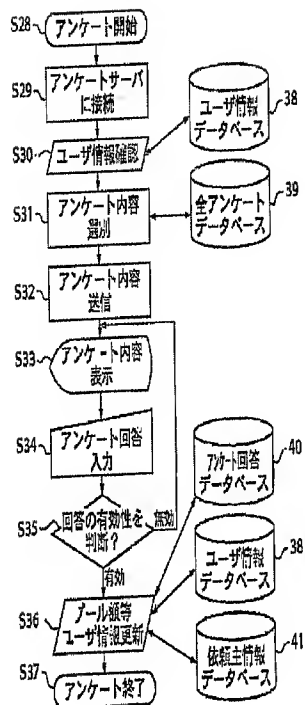 S28
アンケート開始
S29
アンケートサーバ
に接続
38
ユーザ情報
データベース
S30
ユーザ情報確認
S31
アンケート内容
選別
39
全アンケート
データベース
S32
アンケート内容
送信
S33
アンケート内容
表示
S34
アンケート回答
入力
40
アンケート回答
データベース
S35
回答の有効性を
判断?
無効
有効
38
ユーザ情報
データベース
S36
プール額等
ユーザ情報更新
41
依頼主情報
データベース
S37
アンケート終了